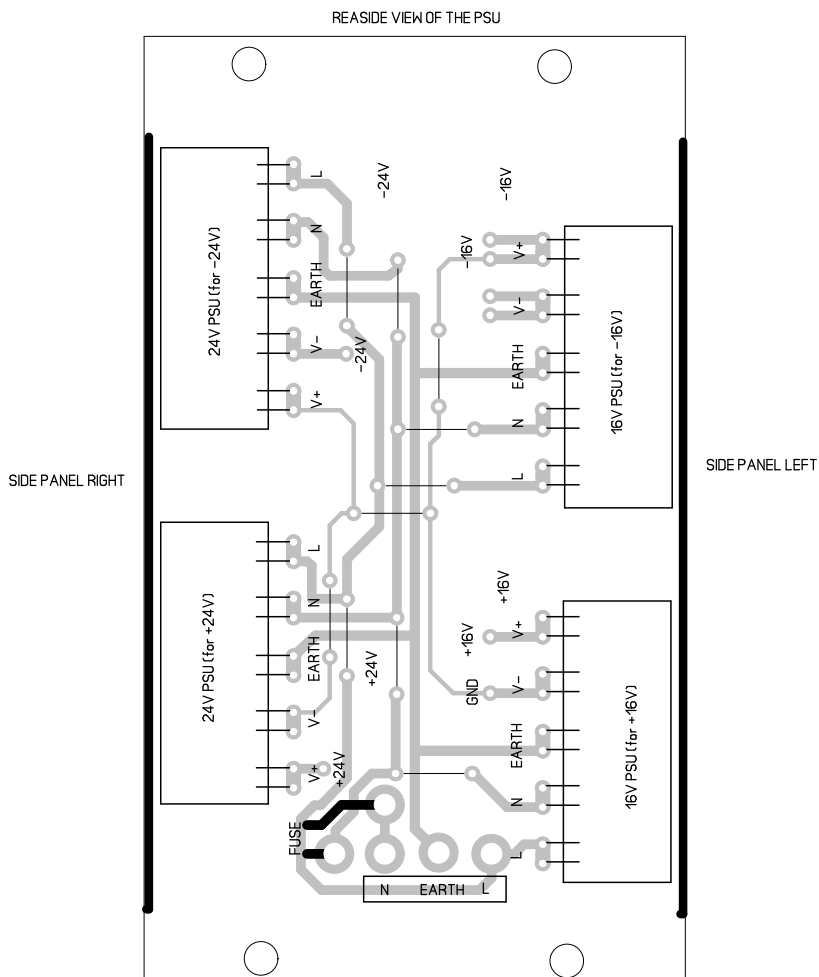 REASIDE VIEW OF THE PSU
L
-24V
-16V
N
-16V
V+
24V PSU (for -24V)
EARTH
V-
V-
-24V
EARTH
16V PSU (for -16V)
V+
N
SIDE PANEL RIGHT
SIDE PANEL LEFT
L
L
+16V
N
+16V
V+
24V PSU (for +24V)
EARTH
+24V
GND
V-
V-
EARTH
16V PSU (for +16V)
V+
+24V
N
FUSE
L
N EARTH L